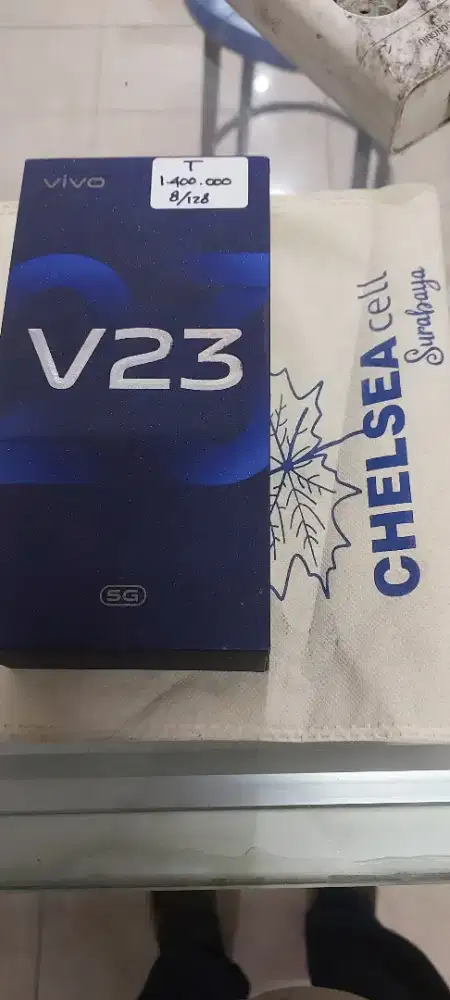 vivo
T
1.400.000
8/128
V23
5G
CHELSEA cell
Surabaya